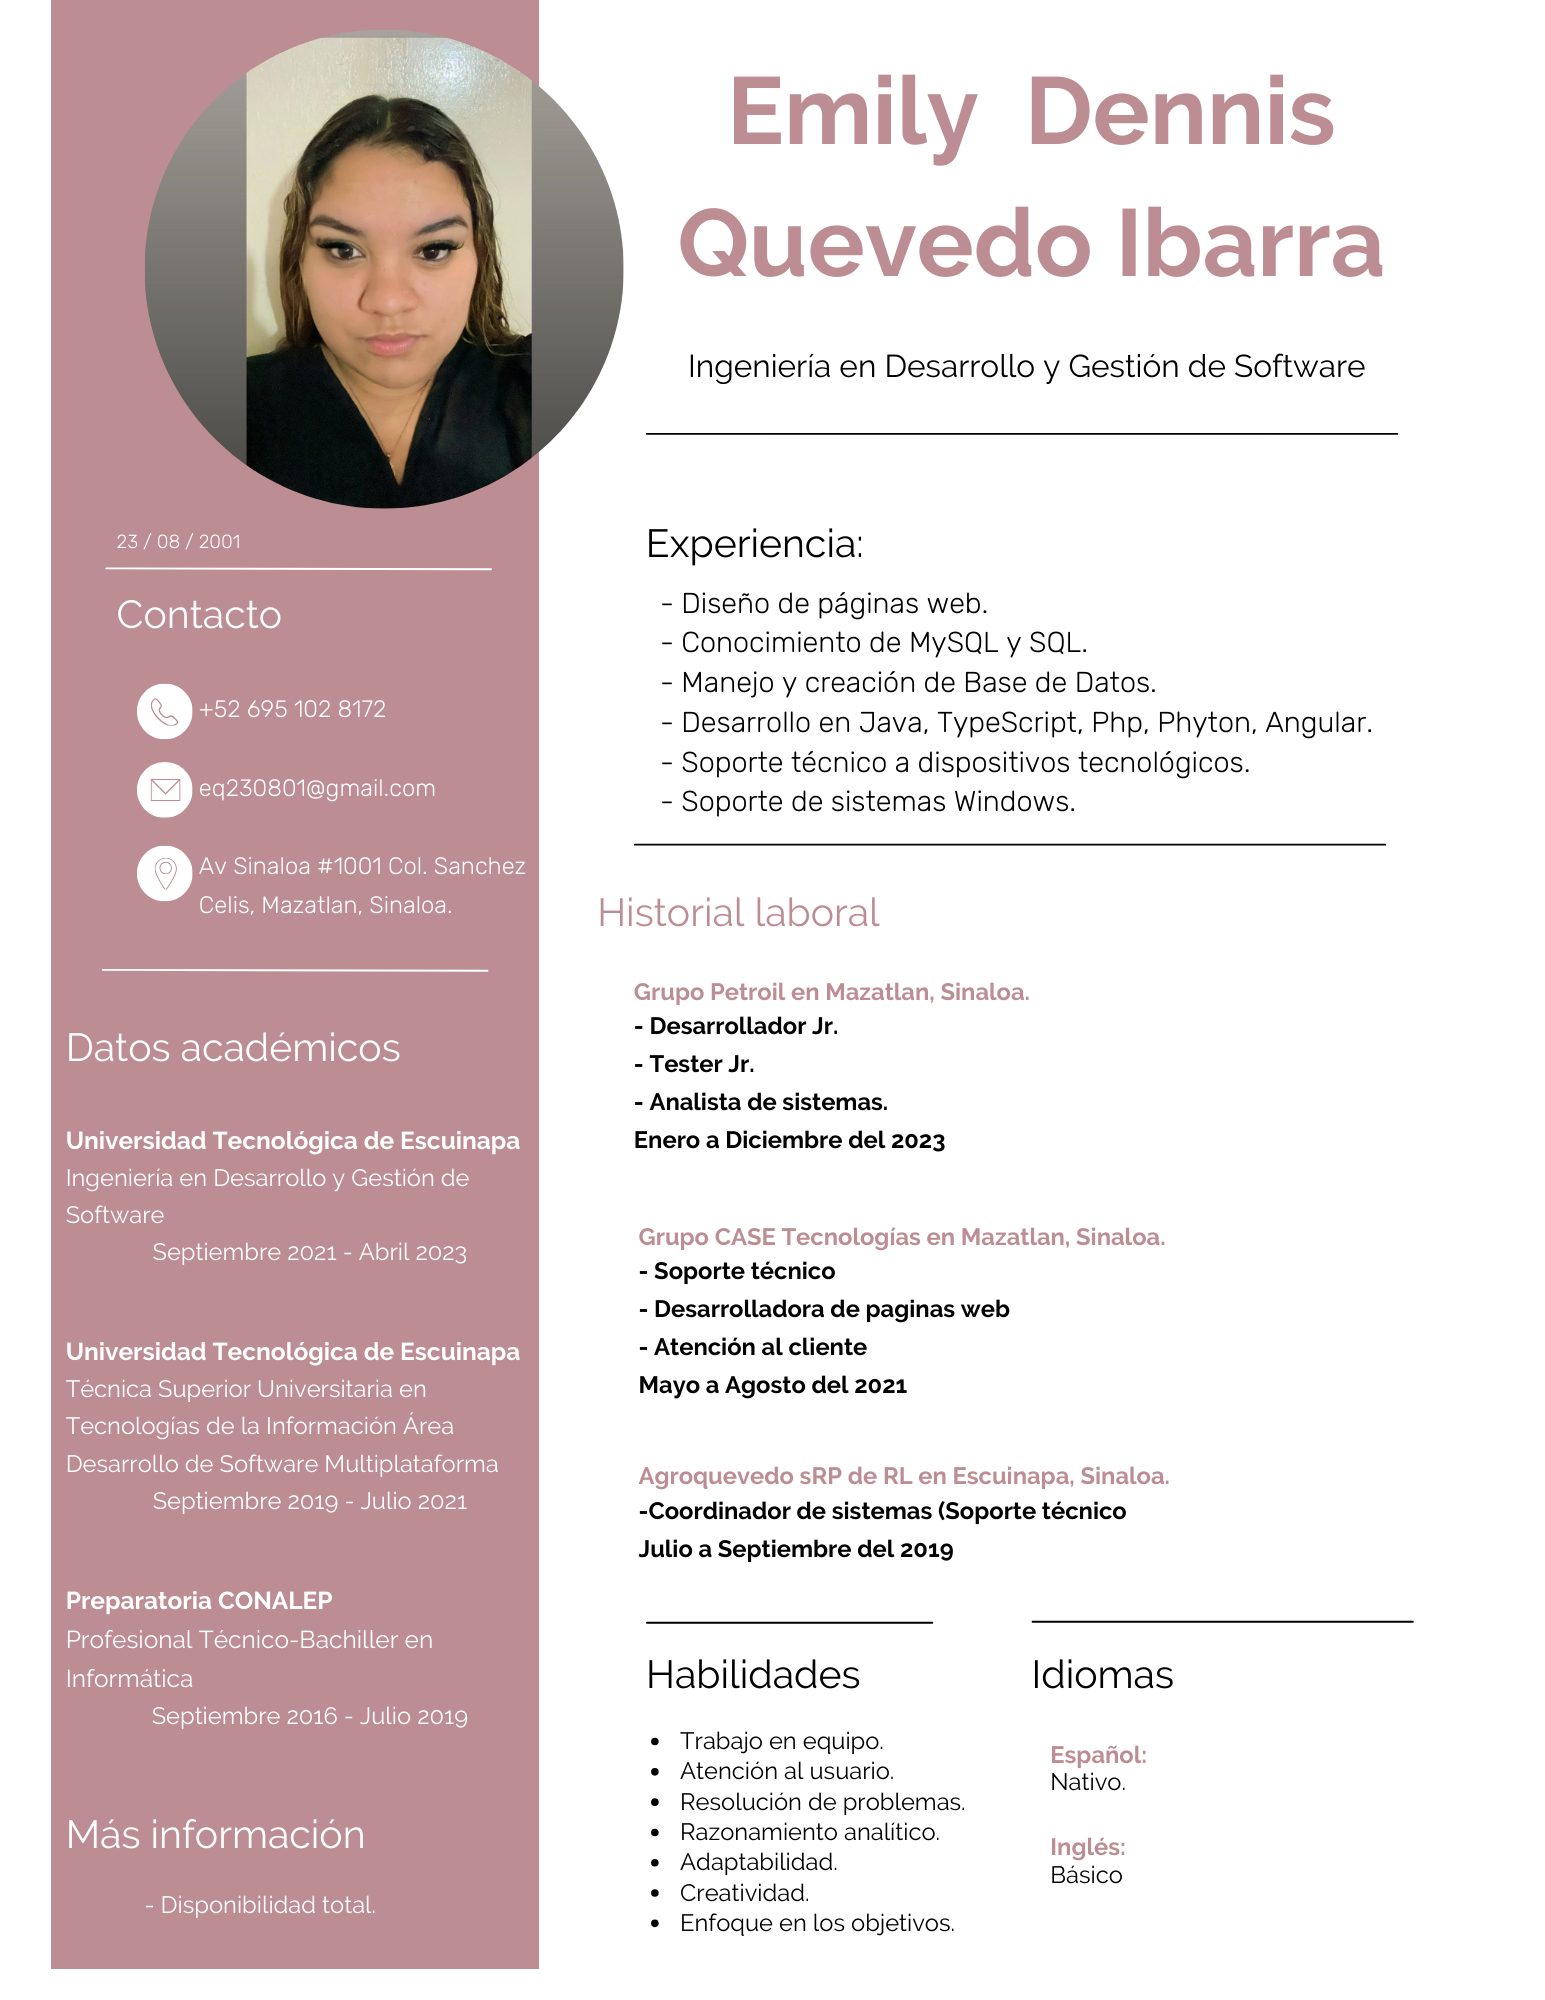 Emily  Dennis
Quevedo Ibarra
Ingeniería en Desarrollo y Gestión de Software
23 / 08 / 2001
Contacto
+52 695 102 8172
eq230801@gmail.com
Av Sinaloa #1001 Col. Sanchez
Celis, Mazatlan, Sinaloa.
Datos académicos
Universidad Tecnológica de Escuinapa
Ingeniería en Desarrollo y Gestión de
Software
Septiembre 2021 - Abril 2023
Universidad Tecnológica de Escuinapa
Técnica Superior Universitaria en
Tecnologías de la Información Área
Desarrollo de Software Multiplataforma
Septiembre 2019 - Julio 2021
Preparatoria CONALEP
Profesional Técnico-Bachiller en
Informática
Septiembre 2016 - Julio 2019
Más información
- Disponibilidad total.
Experiencia:
- Diseño de páginas web.
- Conocimiento de MySQL y SQL.
- Manejo y creación de Base de Datos.
- Desarrollo en Java, TypeScript, Php, Phyton, Angular.
- Soporte técnico a dispositivos tecnológicos.
- Soporte de sistemas Windows.
Historial laboral
Grupo Petroil en Mazatlan, Sinaloa.
- Desarrollador Jr.
- Tester Jr.
- Analista de sistemas.
Enero a Diciembre del 2023
Grupo CASE Tecnologías en Mazatlan, Sinaloa.
- Soporte técnico
- Desarrolladora de paginas web
- Atención al cliente
Mayo a Agosto del 2021
Agroquevedo sRP de RL en Escuinapa, Sinaloa.
-Coordinador de sistemas (Soporte técnico
Julio a Septiembre del 2019
Habilidades
• Trabajo en equipo.
• Atención al usuario.
• Resolución de problemas.
• Razonamiento analítico.
• Adaptabilidad.
• Creatividad.
• Enfoque en los objetivos.
Idiomas
Español:
Nativo.
Inglés:
Básico